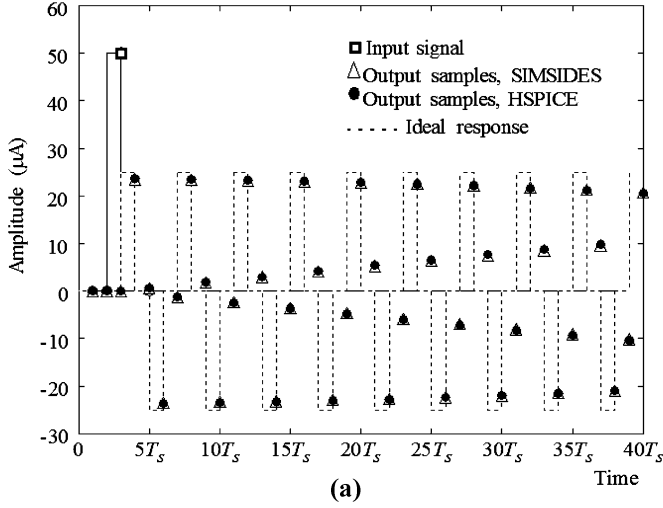 60
50
40
30
20
10
0
-10
-20
-30
Amplitude (μA)
Input signal
Output samples, SIMSIDES
Output samples, HSPICE
Ideal response
0 5Ts 10Ts 15Ts 20Ts 25Ts 30Ts 35Ts 40Ts
Time
(a)